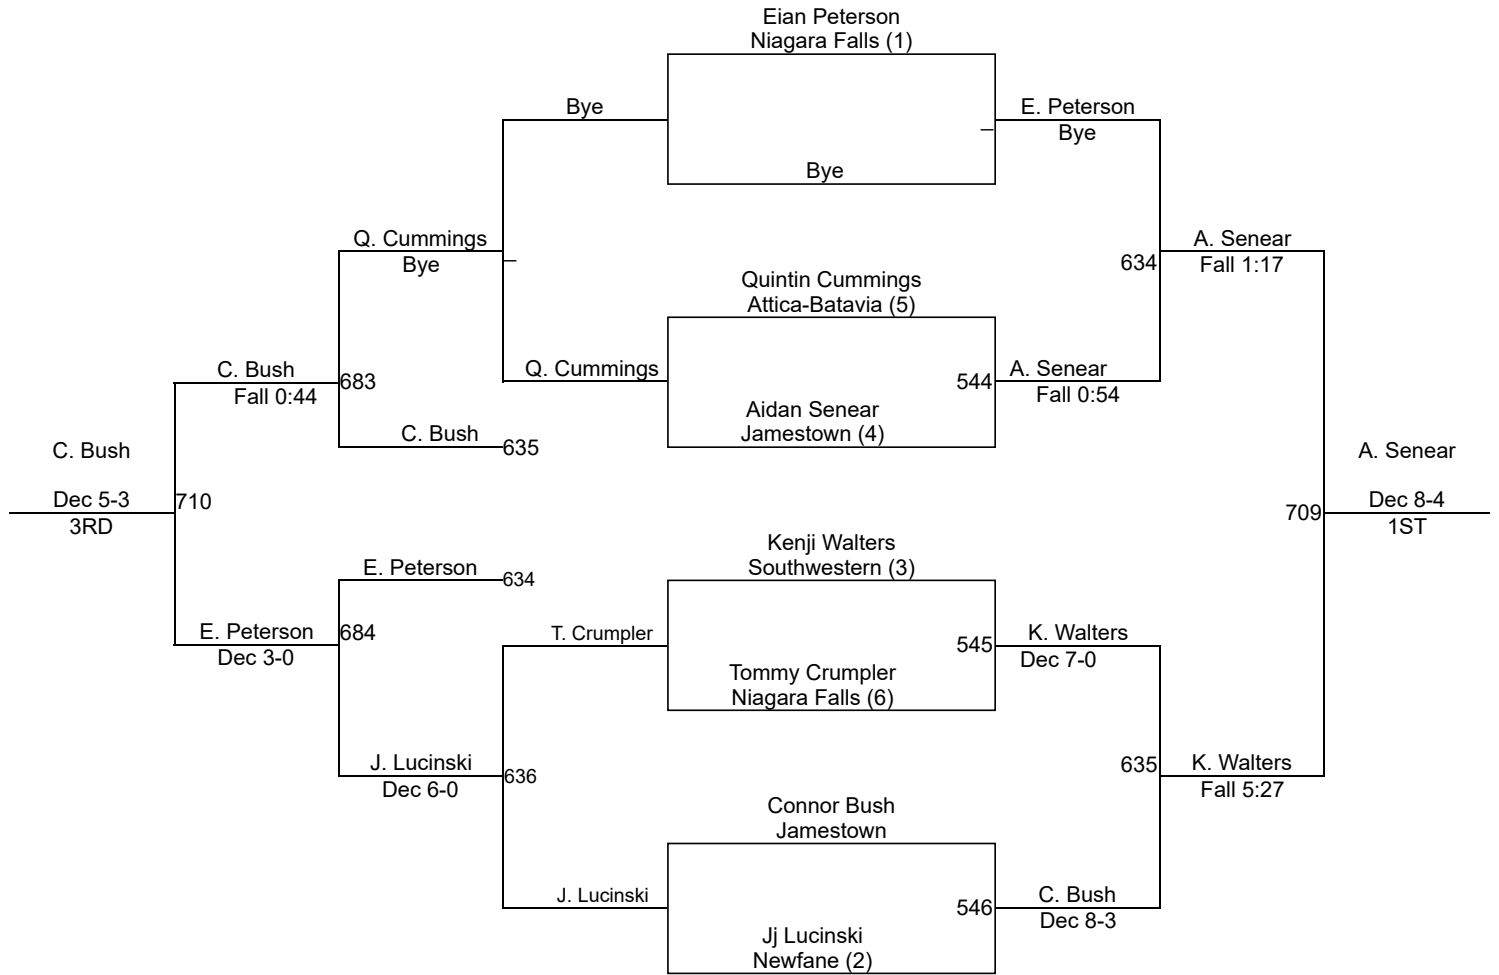 Eian Peterson
Niagara Falls (1)
Bye
E. Peterson
–
Bye
Bye
Q. Cummings
A. Senear
Bye
–
634
Fall 1:17
Quintin Cummings
Attica-Batavia (5)
C. Bush
Q. Cummings
A. Senear
683
544
Fall 0:44
Fall 0:54
Aidan Senear
C. Bush
Jamestown (4)
635
C. Bush
A. Senear
Dec 5-3
710
Dec 8-4
709
3RD
1ST
Kenji Walters
E. Peterson
Southwestern (3)
634
E. Peterson
684
T. Crumpler
K. Walters
545
Dec 3-0
Dec 7-0
Tommy Crumpler
Niagara Falls (6)
J. Lucinski
635
K. Walters
636
Dec 6-0
Fall 5:27
Connor Bush
Jamestown
J. Lucinski
C. Bush
546
Dec 8-3
Jj Lucinski
Newfane (2)